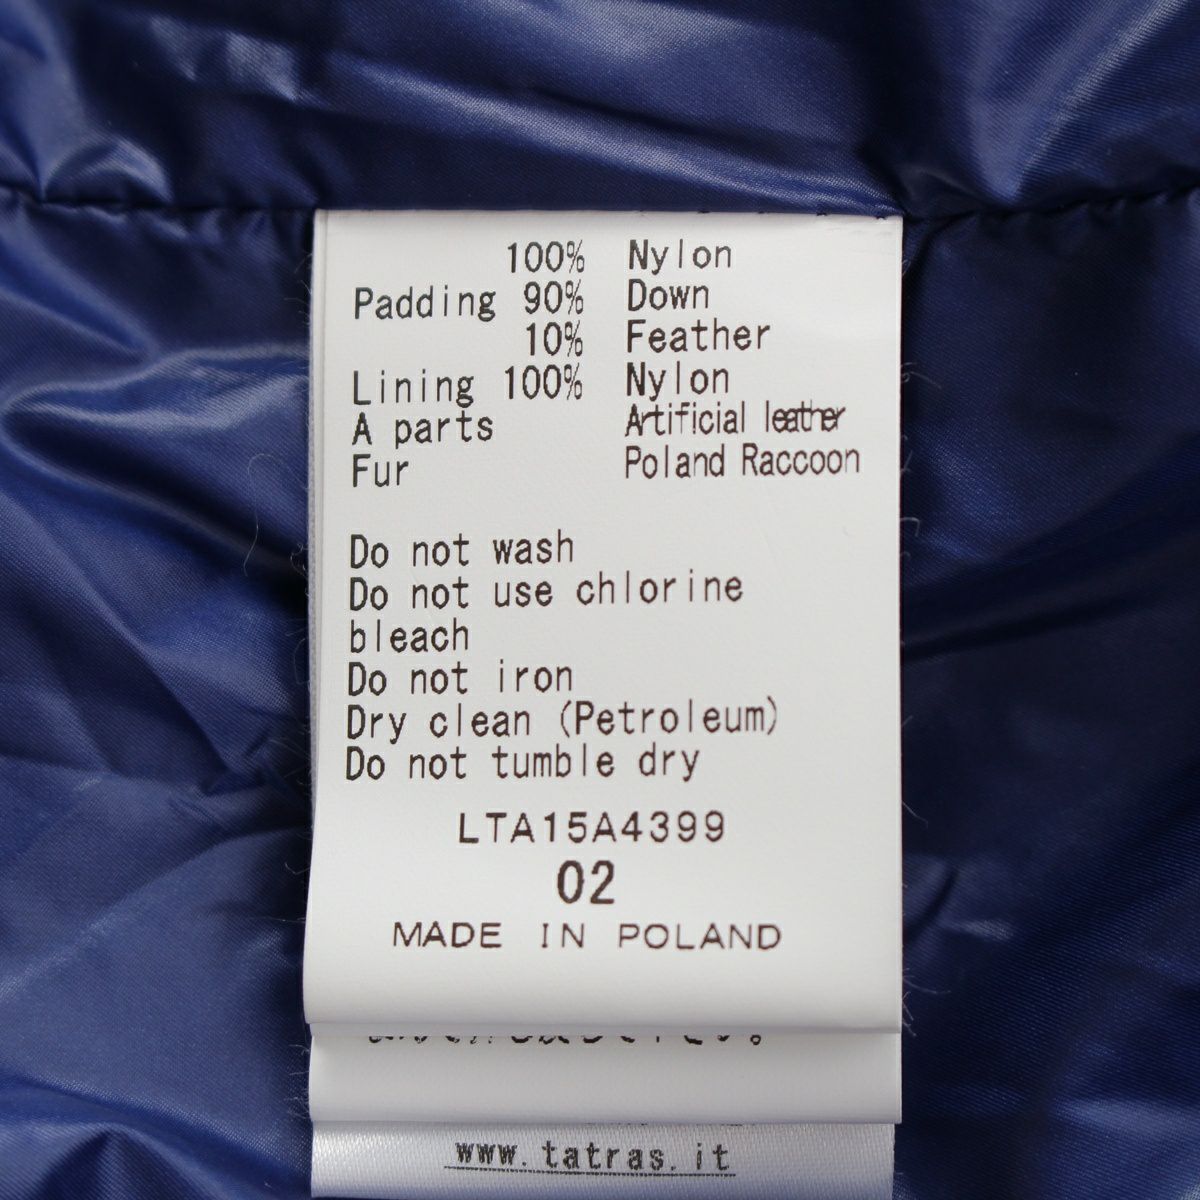 100% Nylon
Padding 90% Down
10% Feather
Lining 100% Nylon
A parts Artificial leather
Fur Poland Raccoon
Do not wash
Do not use chlorine
bleach
Do not iron
Dry clean (Petroleum)
Do not tumble dry
LTA15A4399
02
MADE IN POLAND
www.tatras.it